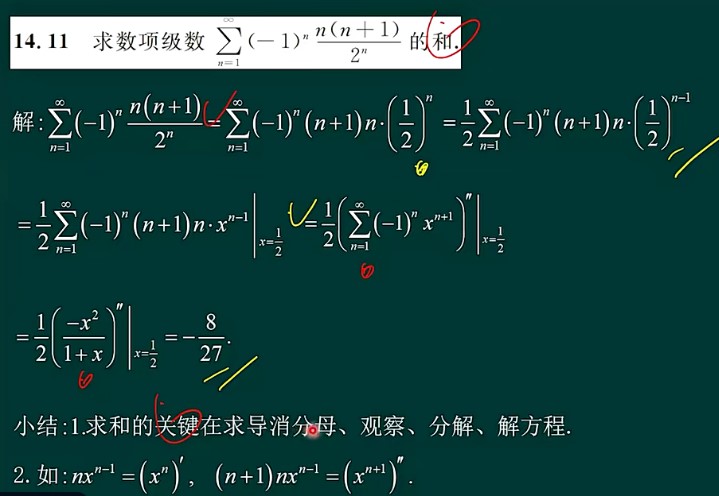 14.11 求数项级数 $\sum_{n=1}^{\infty}(-1)^n\frac{n(n+1)}{2^n}$ 的和.
解:$\sum_{n=1}^{\infty}(-1)^n\frac{n(n+1)}{2^n}=\sum_{n=1}^{\infty}(-1)^n(n+1)n\cdot\left(\frac{1}{2}\right)^n=\frac{1}{2}\sum_{n=1}^{\infty}(-1)^n(n+1)n\cdot\left(\frac{1}{2}\right)^{n-1}$
$=\frac{1}{2}\sum_{n=1}^{\infty}(-1)^n(n+1)n\cdot x^{n-1}\Big|_{x=\frac{1}{2}}=\frac{1}{2}\left(\sum_{n=1}^{\infty}(-1)^n x^{n+1}\right)''\Big|_{x=\frac{1}{2}}$
$=\frac{1}{2}\left(\frac{-x^2}{1+x}\right)''\Big|_{x=\frac{1}{2}}=-\frac{8}{27}.$
小结:1.求和的关键在求导消分母、观察、分解、解方程.
2.如:$nx^{n-1}=(x^n)'$, $(n+1)nx^{n-1}=(x^{n+1})''$.